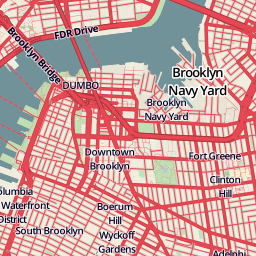 FDR Drive
Brooklyn Bridge
DUMBO
Brooklyn
Navy Yard
Brooklyn
Navy Yard
Downtown
Brooklyn
Fort Greene
Clinton
Hill
olumbia
Waterfront
District
Boerum
Hill
South Brooklyn
Wyckoff
Gardens
Adelphi